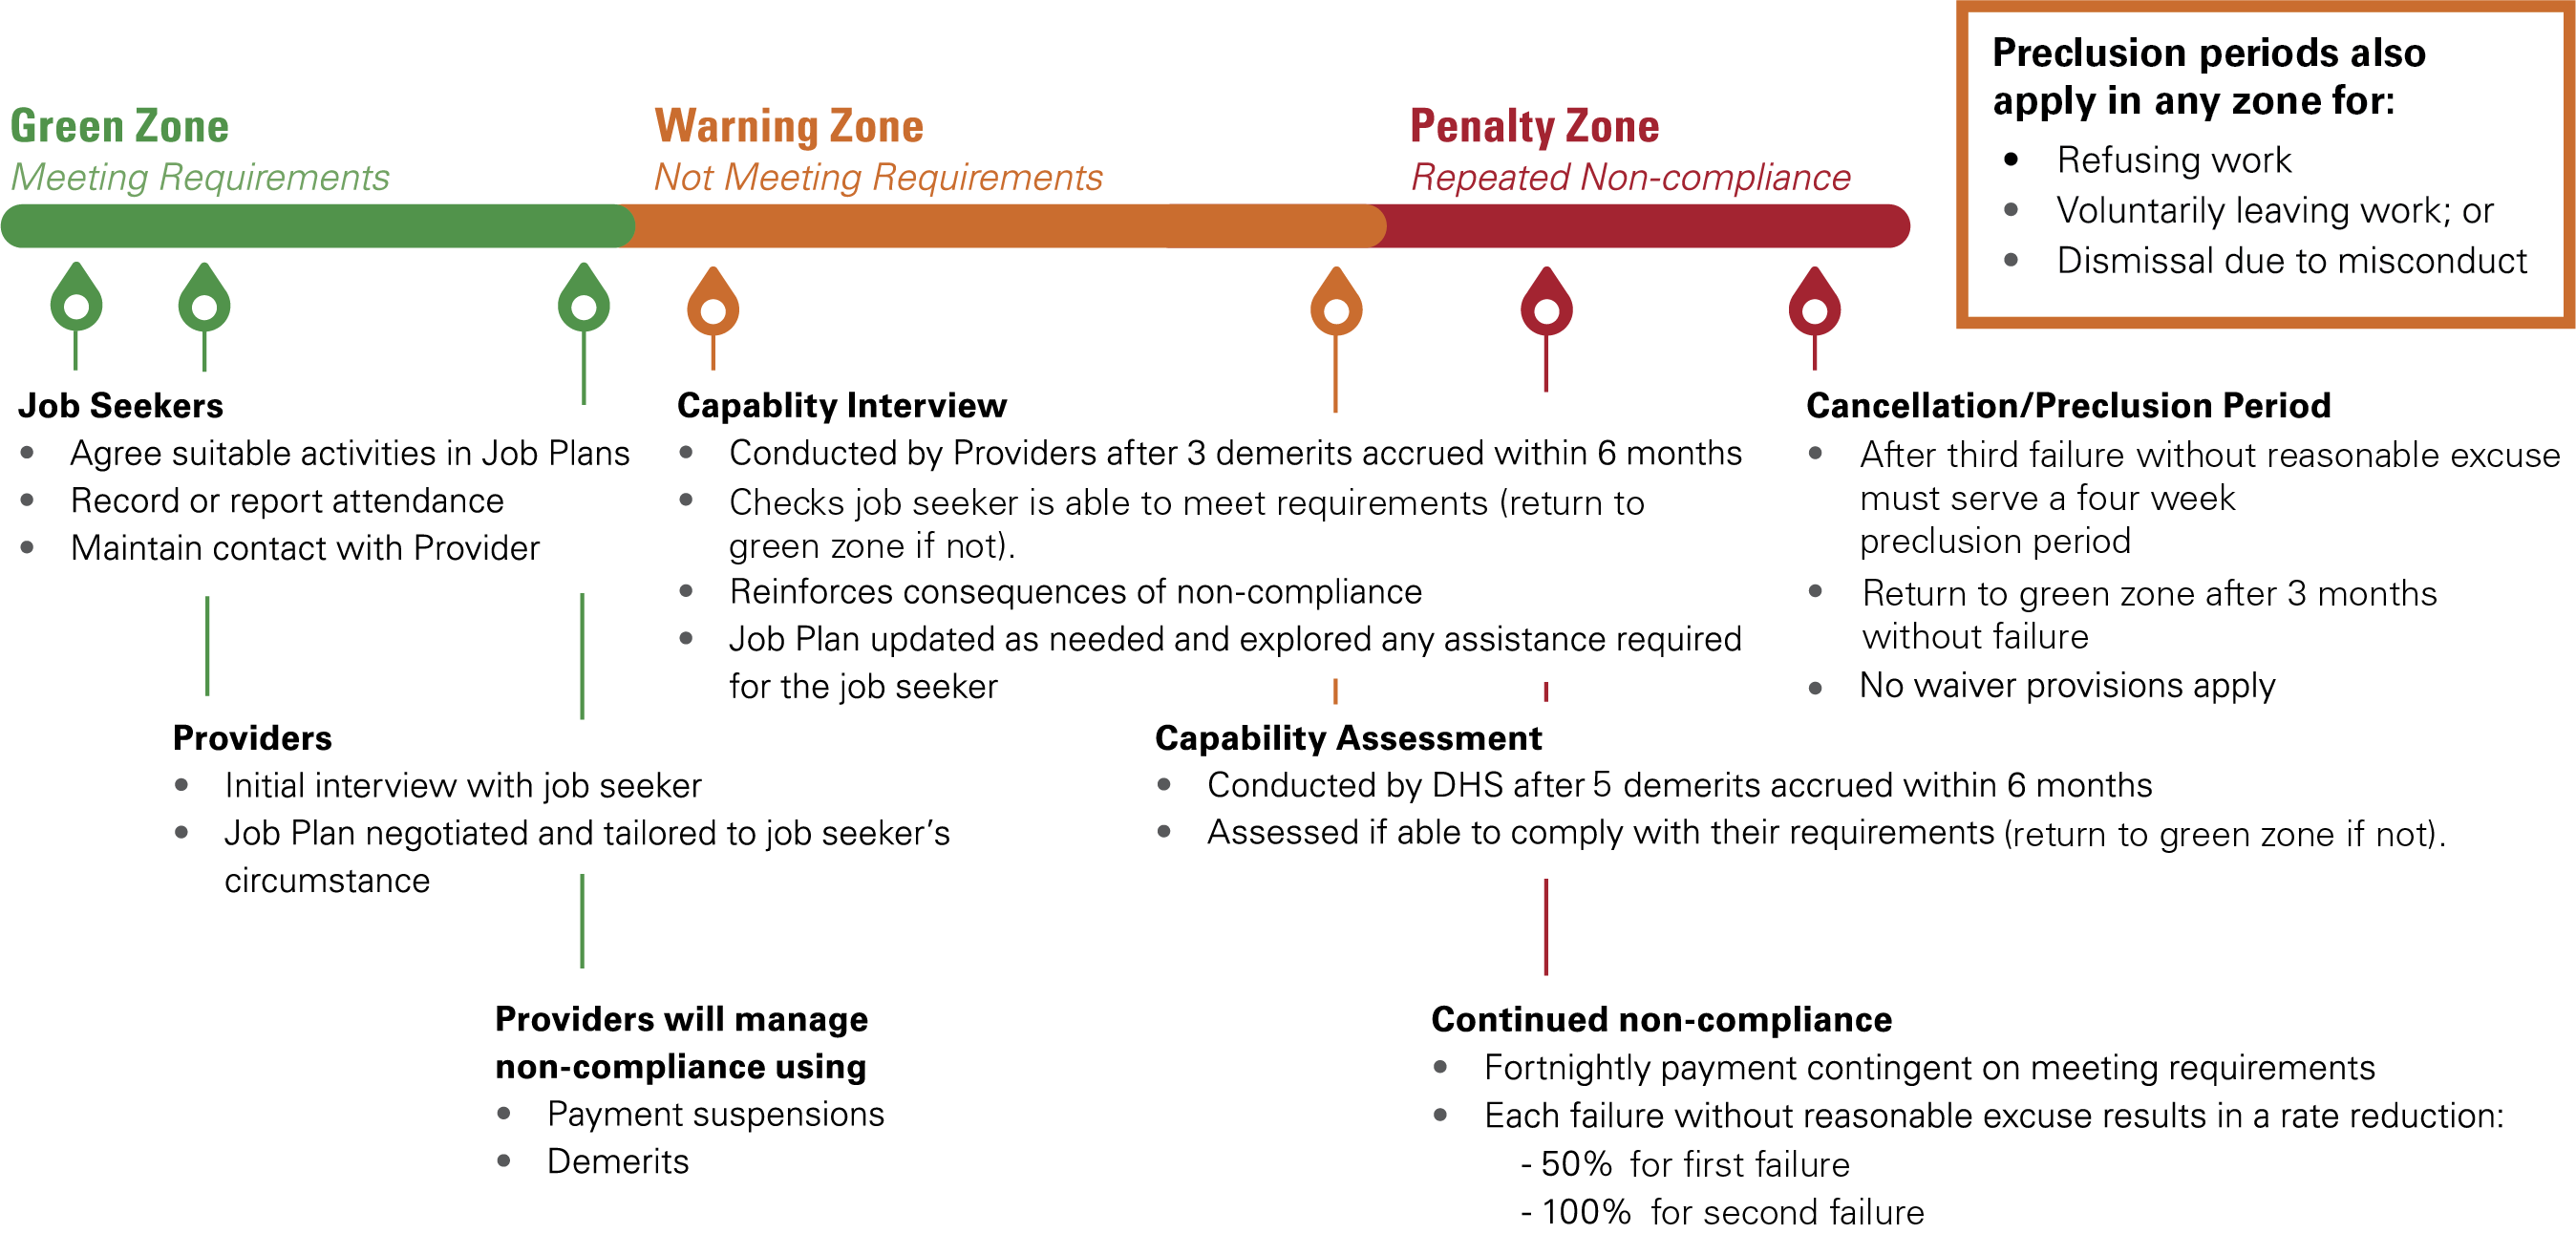 Preclusion periods also
apply in any zone for:
• Refusing work
• Voluntarily leaving work; or
• Dismissal due to misconduct
Green Zone
Meeting Requirements
Warning Zone
Not Meeting Requirements
Penalty Zone
Repeated Non-compliance
Job Seekers
• Agree suitable activities in Job Plans
• Record or report attendance
• Maintain contact with Provider
Capablity Interview
• Conducted by Providers after 3 demerits accrued within 6 months
• Checks job seeker is able to meet requirements (return to
green zone if not).
• Reinforces consequences of non-compliance
• Job Plan updated as needed and explored any assistance required
for the job seeker
Cancellation/Preclusion Period
• After third failure without reasonable excuse
must serve a four week
preclusion period
• Return to green zone after 3 months
without failure
• No waiver provisions apply
Providers
• Initial interview with job seeker
• Job Plan negotiated and tailored to job seeker’s
circumstance
Capability Assessment
• Conducted by DHS after 5 demerits accrued within 6 months
• Assessed if able to comply with their requirements (return to green zone if not).
Providers will manage
non-compliance using
• Payment suspensions
• Demerits
Continued non-compliance
• Fortnightly payment contingent on meeting requirements
• Each failure without reasonable excuse results in a rate reduction:
- 50% for first failure
- 100% for second failure